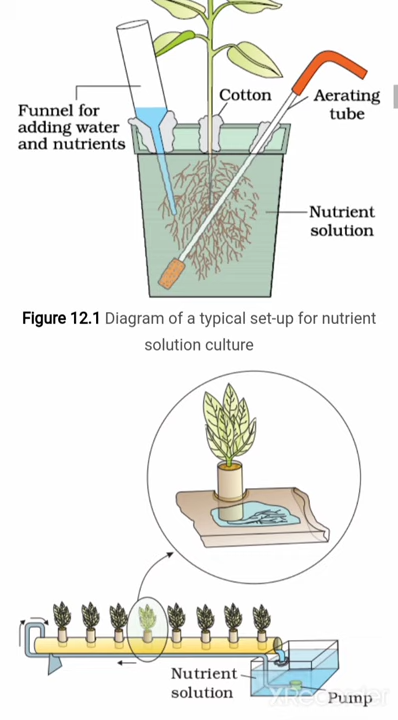 Cotton
Funnel for
adding water
and nutrients
Aerating
tube
Nutrient
solution
Figure 12.1 Diagram of a typical set-up for nutrient
solution culture
Nutrient
solution
Pump
XRecorder